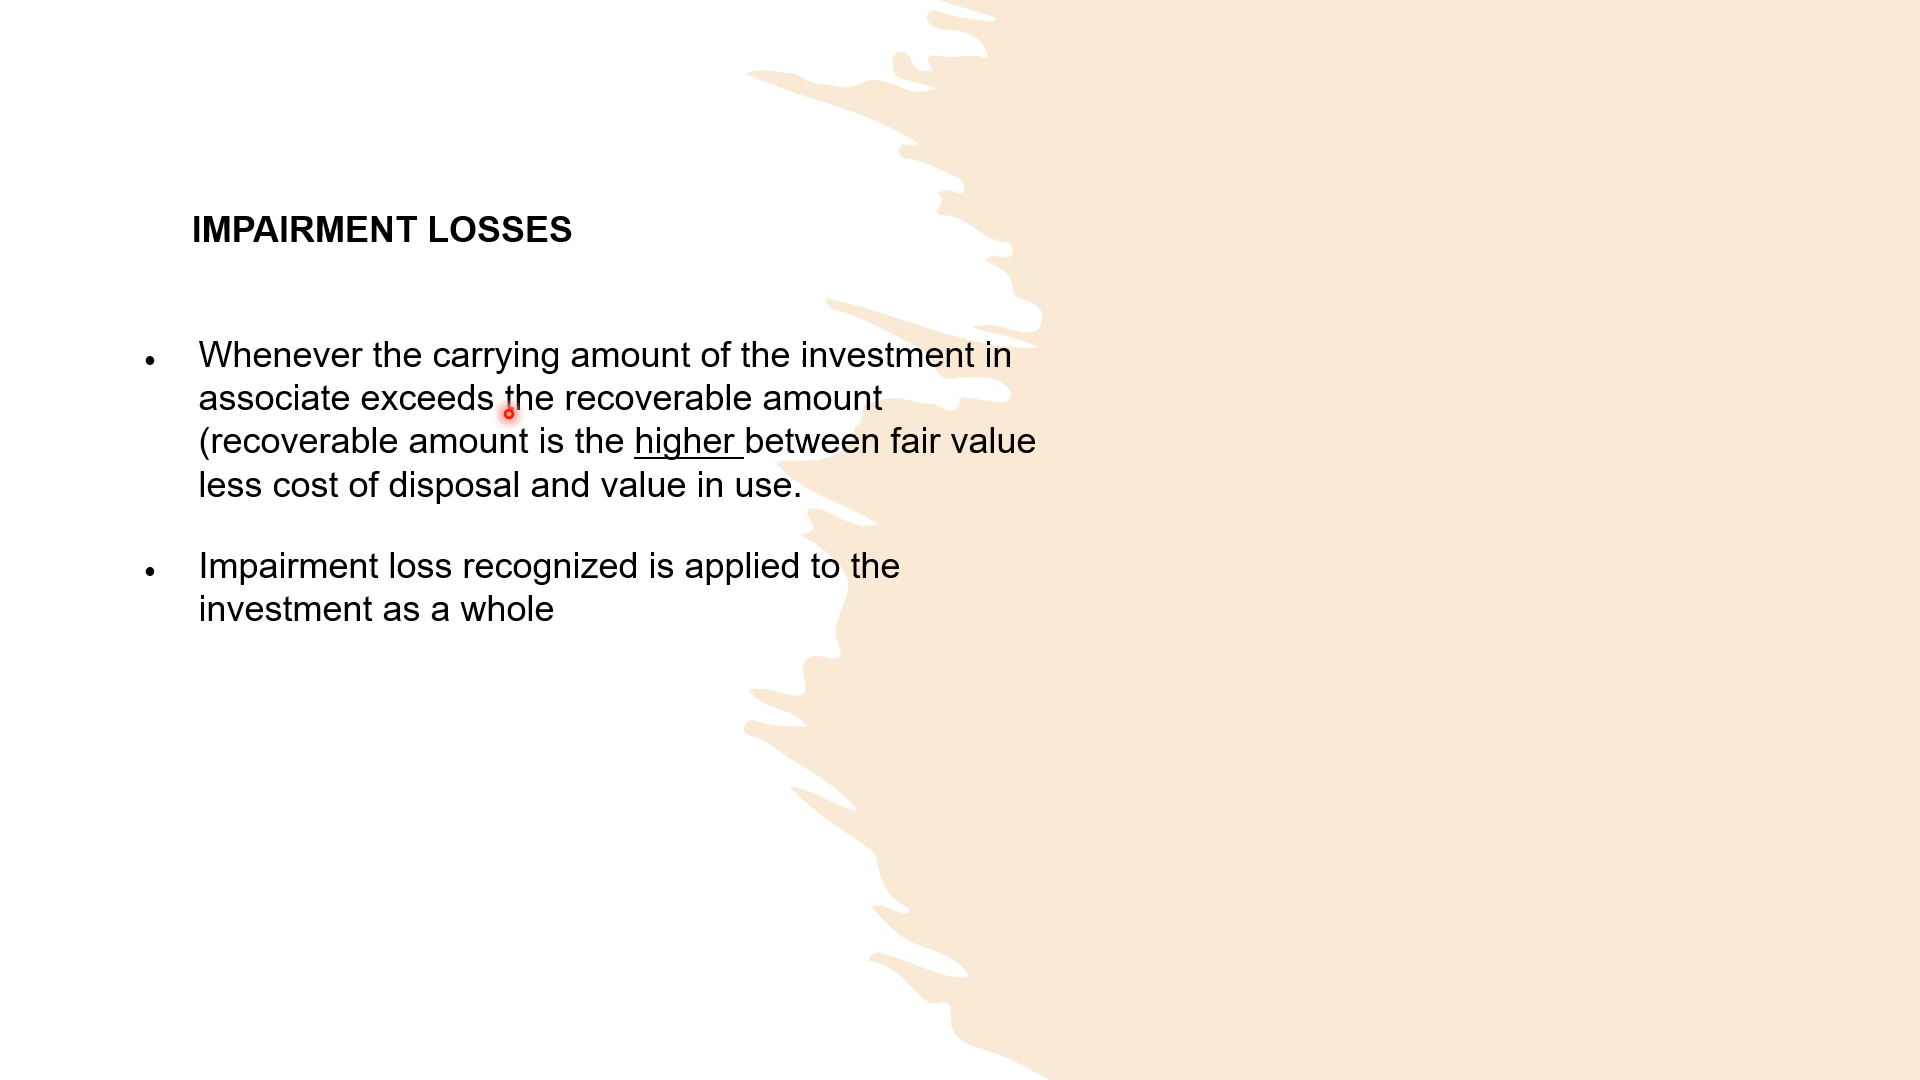 IMPAIRMENT LOSSES
• Whenever the carrying amount of the investment in
associate exceeds the recoverable amount
(recoverable amount is the higher between fair value
less cost of disposal and value in use.
• Impairment loss recognized is applied to the
investment as a whole